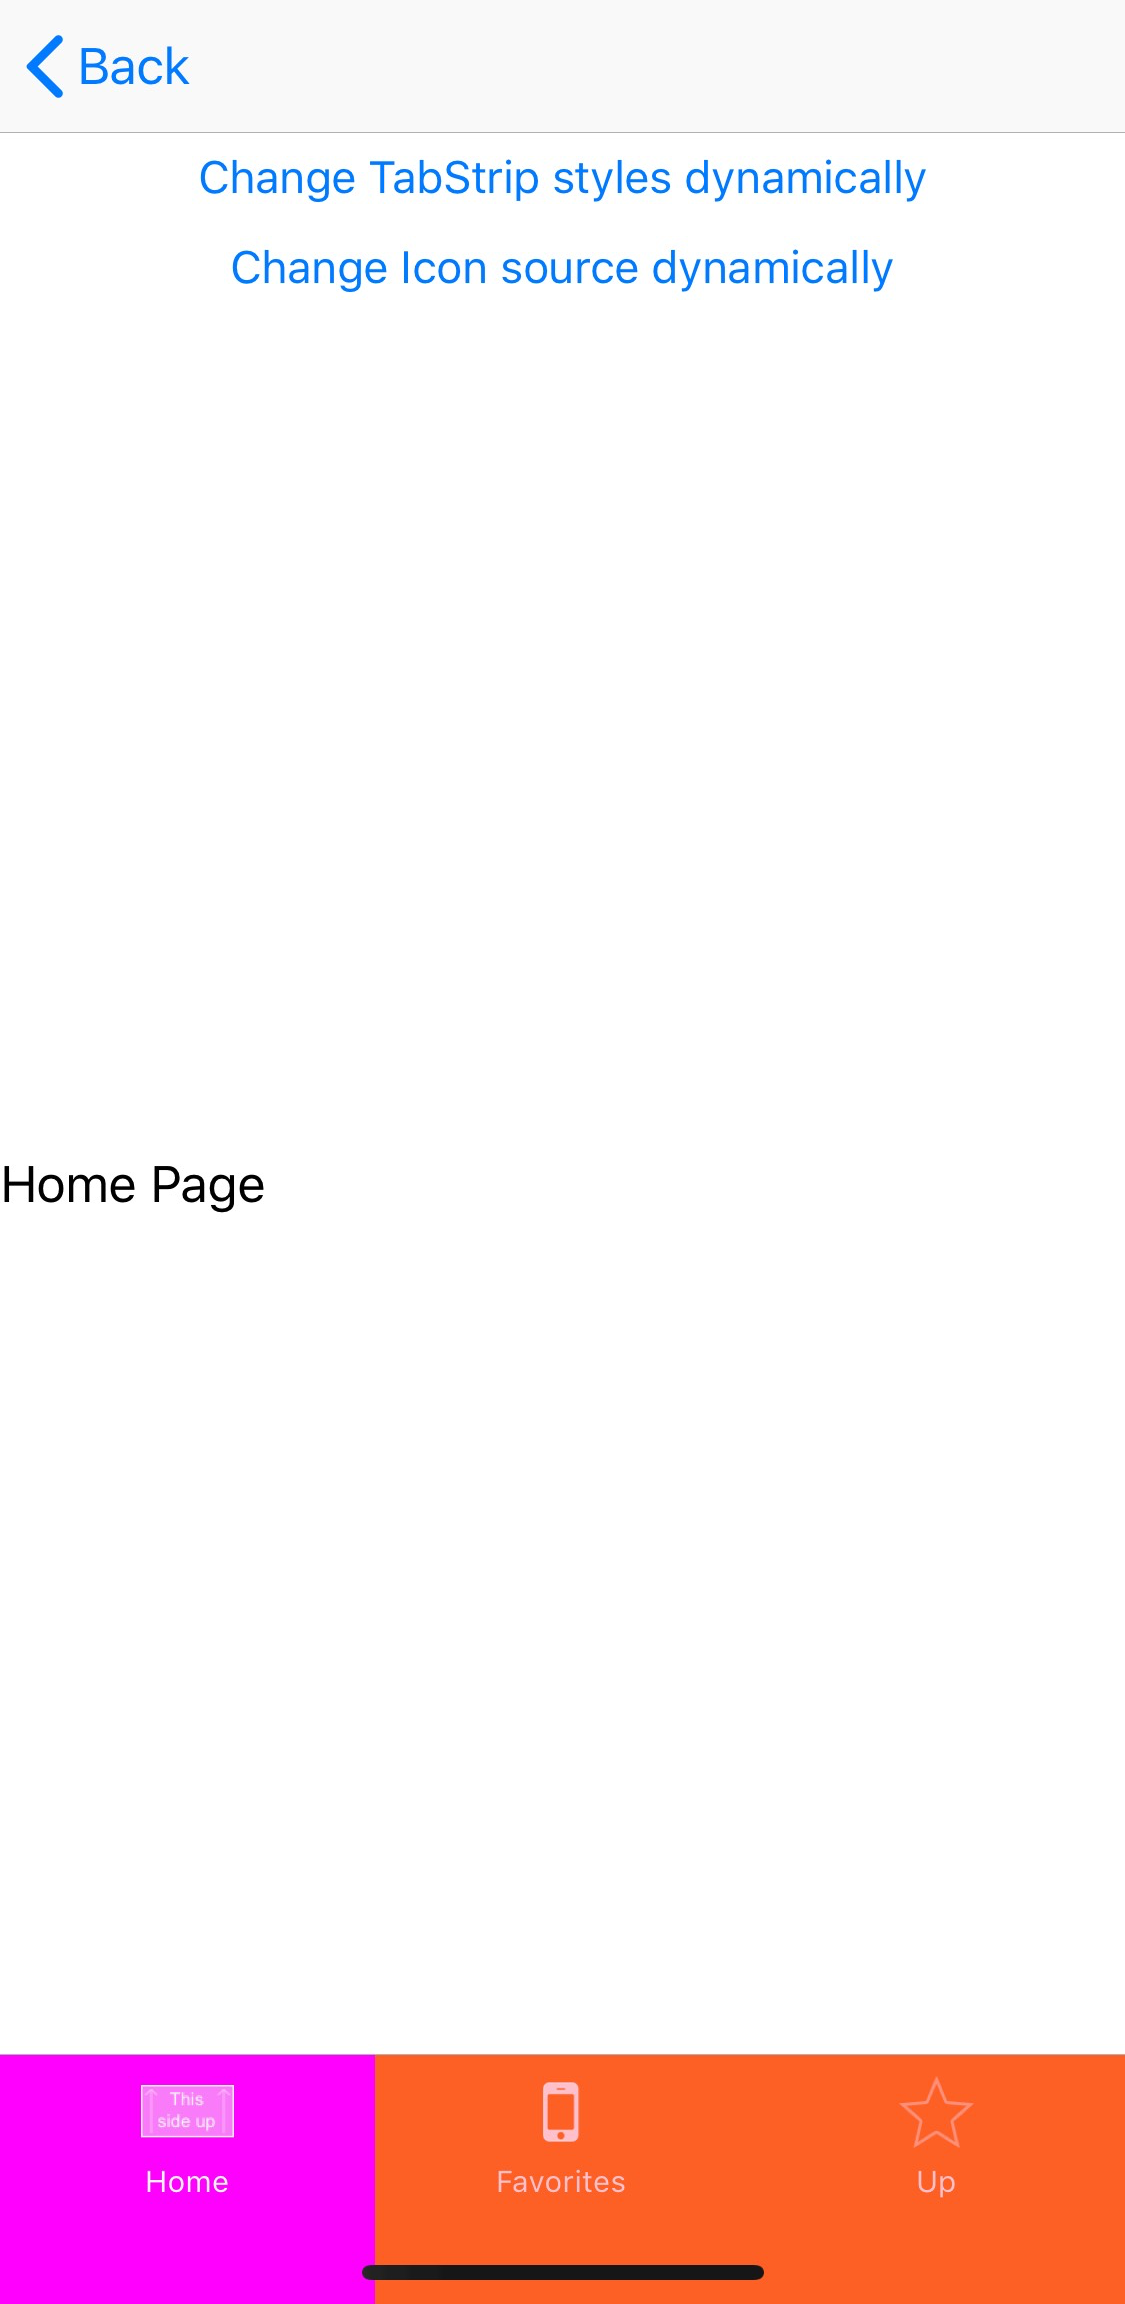 Back
Change TabStrip styles dynamically
Change Icon source dynamically
Home Page
This
side up
Home
Favorites
Up